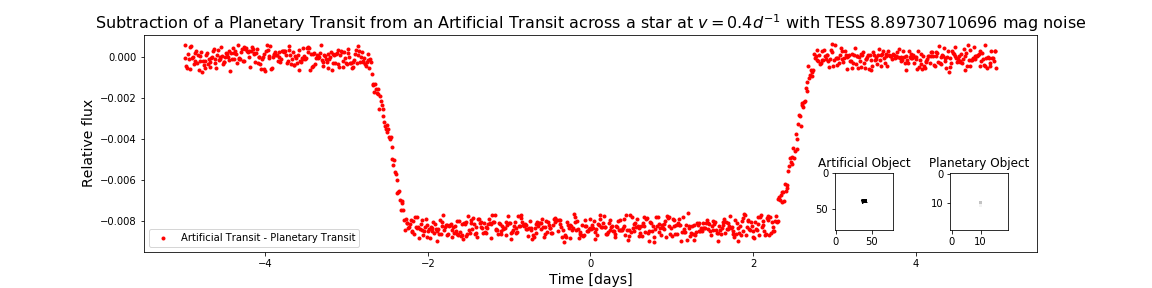 Subtraction of a Planetary Transit from an Artificial Transit across a star at v = 0.4d⁻¹ with TESS 8.89730710696 mag noise
Relative flux
0.000
−0.002
−0.004
−0.006
−0.008
Artificial Transit - Planetary Transit
Artificial Object
0
50
0 50
Planetary Object
0
10
0 10
−4 −2 0 2 4
Time [days]